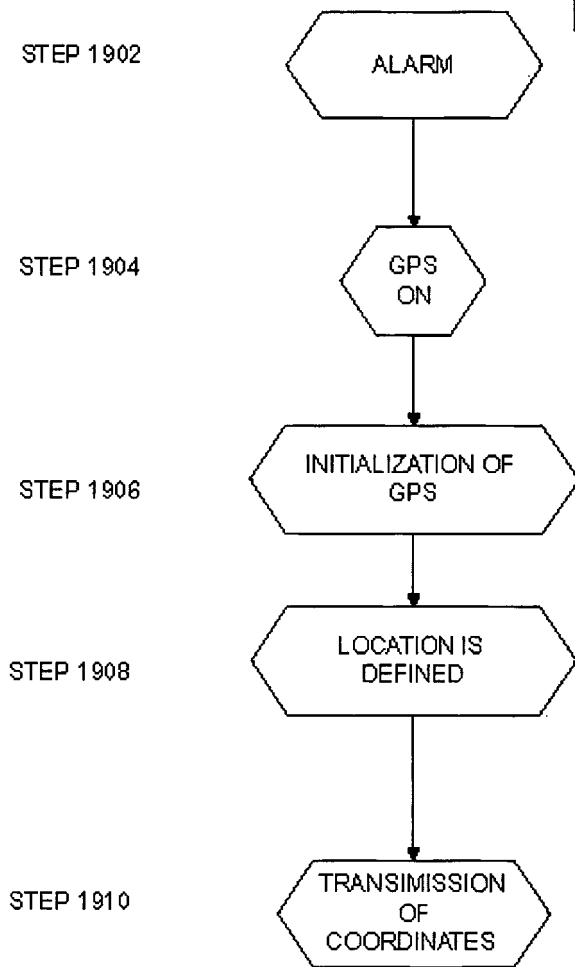 STEP 1902
ALARM
STEP 1904
GPS
ON
STEP 1906
INITIALIZATION OF
GPS
STEP 1908
LOCATION IS
DEFINED
STEP 1910
TRANSIMISSION
OF
COORDINATES